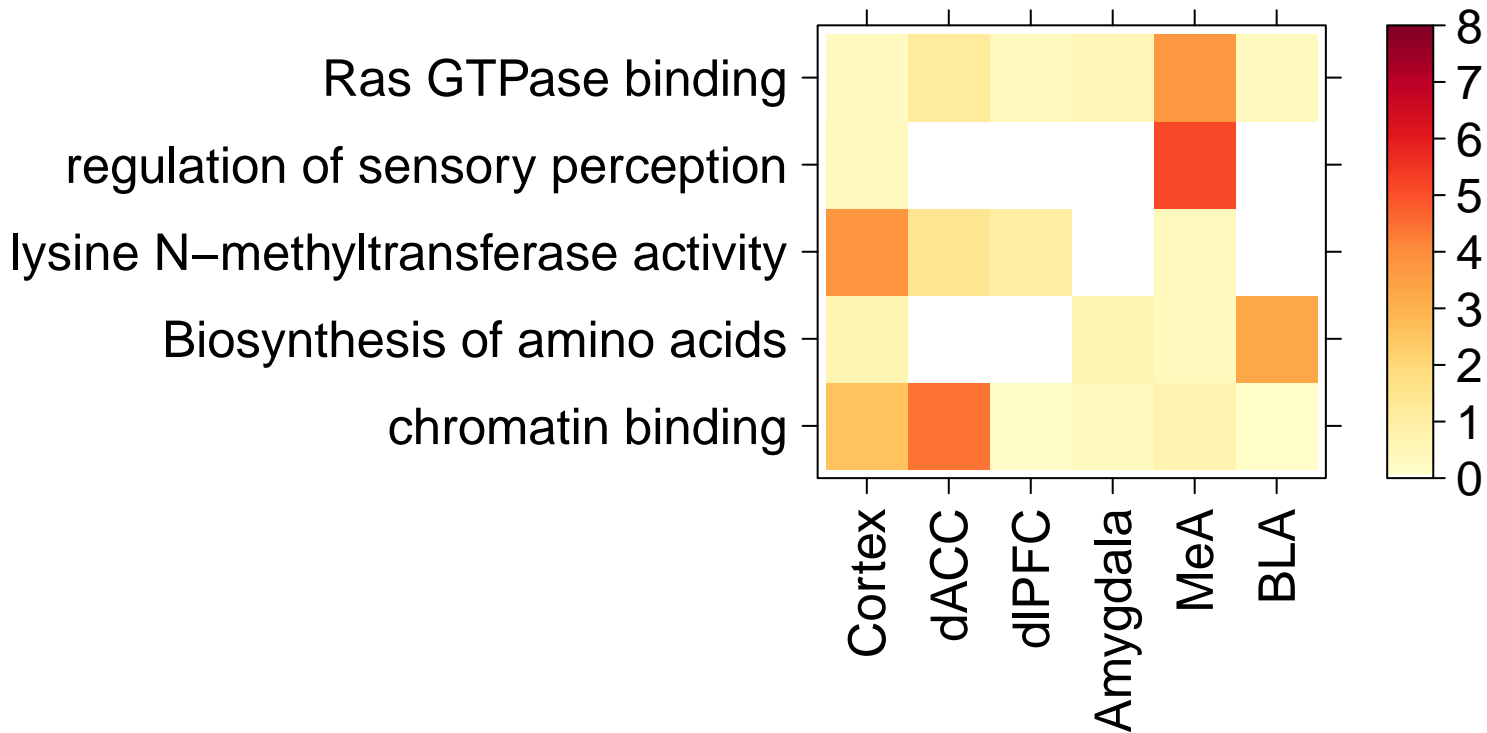 Ras GTPase binding
regulation of sensory perception
lysine N−methyltransferase activity
Biosynthesis of amino acids
chromatin binding
Cortex
dACC
dlPFC
Amygdala
MeA
BLA
8
7
6
5
4
3
2
1
0